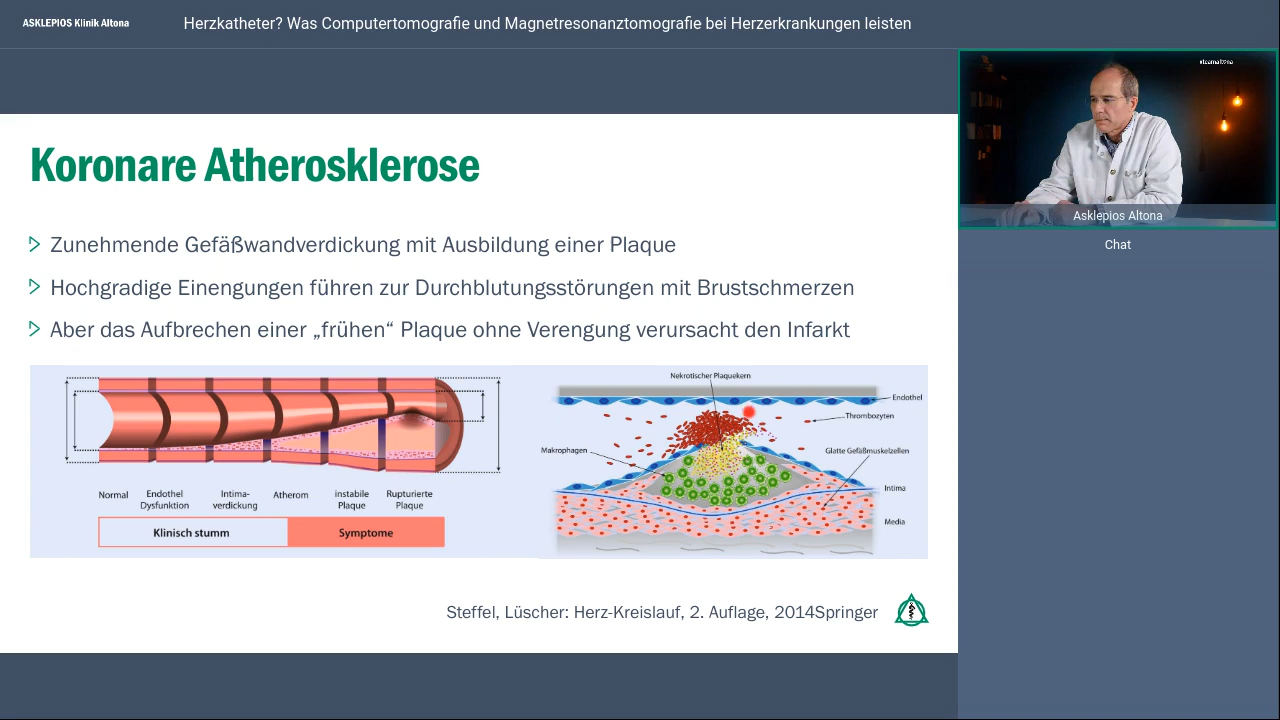 ASKLEPIOS Klinik Altona
Herzkatheter? Was Computertomografie und Magnetresonanztomografie bei Herzerkrankungen leisten
#teamaltona
Asklepios Altona
Chat
Koronare Atherosklerose
Zunehmende Gefäßwandverdickung mit Ausbildung einer Plaque
Hochgradige Einengungen führen zur Durchblutungsstörungen mit Brustschmerzen
Aber das Aufbrechen einer „frühen“ Plaque ohne Verengung verursacht den Infarkt
Normal
Endothel
Dysfunktion
Intima-
verdickung
Atherom
instabile
Plaque
Rupturierte
Plaque
Klinisch stumm
Symptome
Nekrotischer Plaquekern
Endothel
Thrombozyten
Makrophagen
Glatte Gefäßmuskelzellen
Intima
Media
Steffel, Lüscher: Herz-Kreislauf, 2. Auflage, 2014Springer